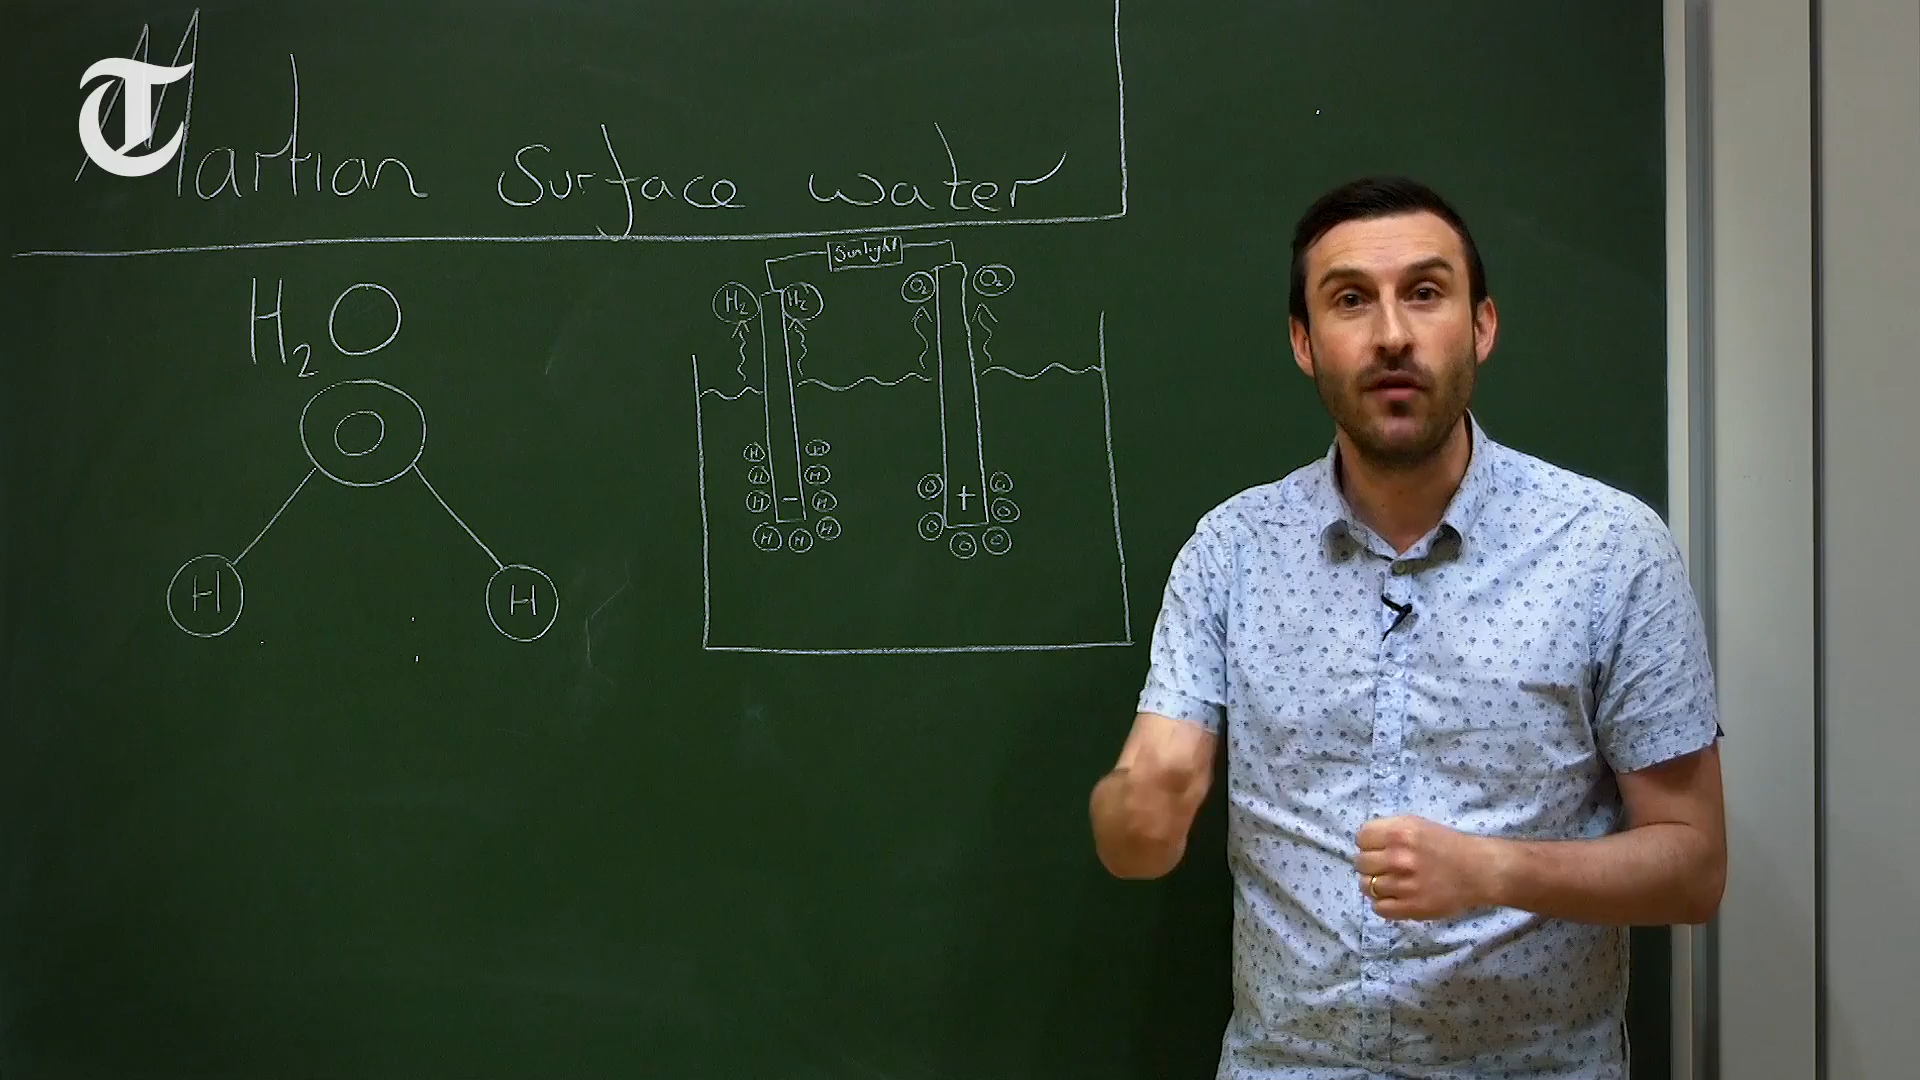 T
Martian Surface Water
Sunlight
H₂O
H₂ H₂ O₂ O₂
O
H H
H H
H H
H H
H H H
- +
O O
O O
O O